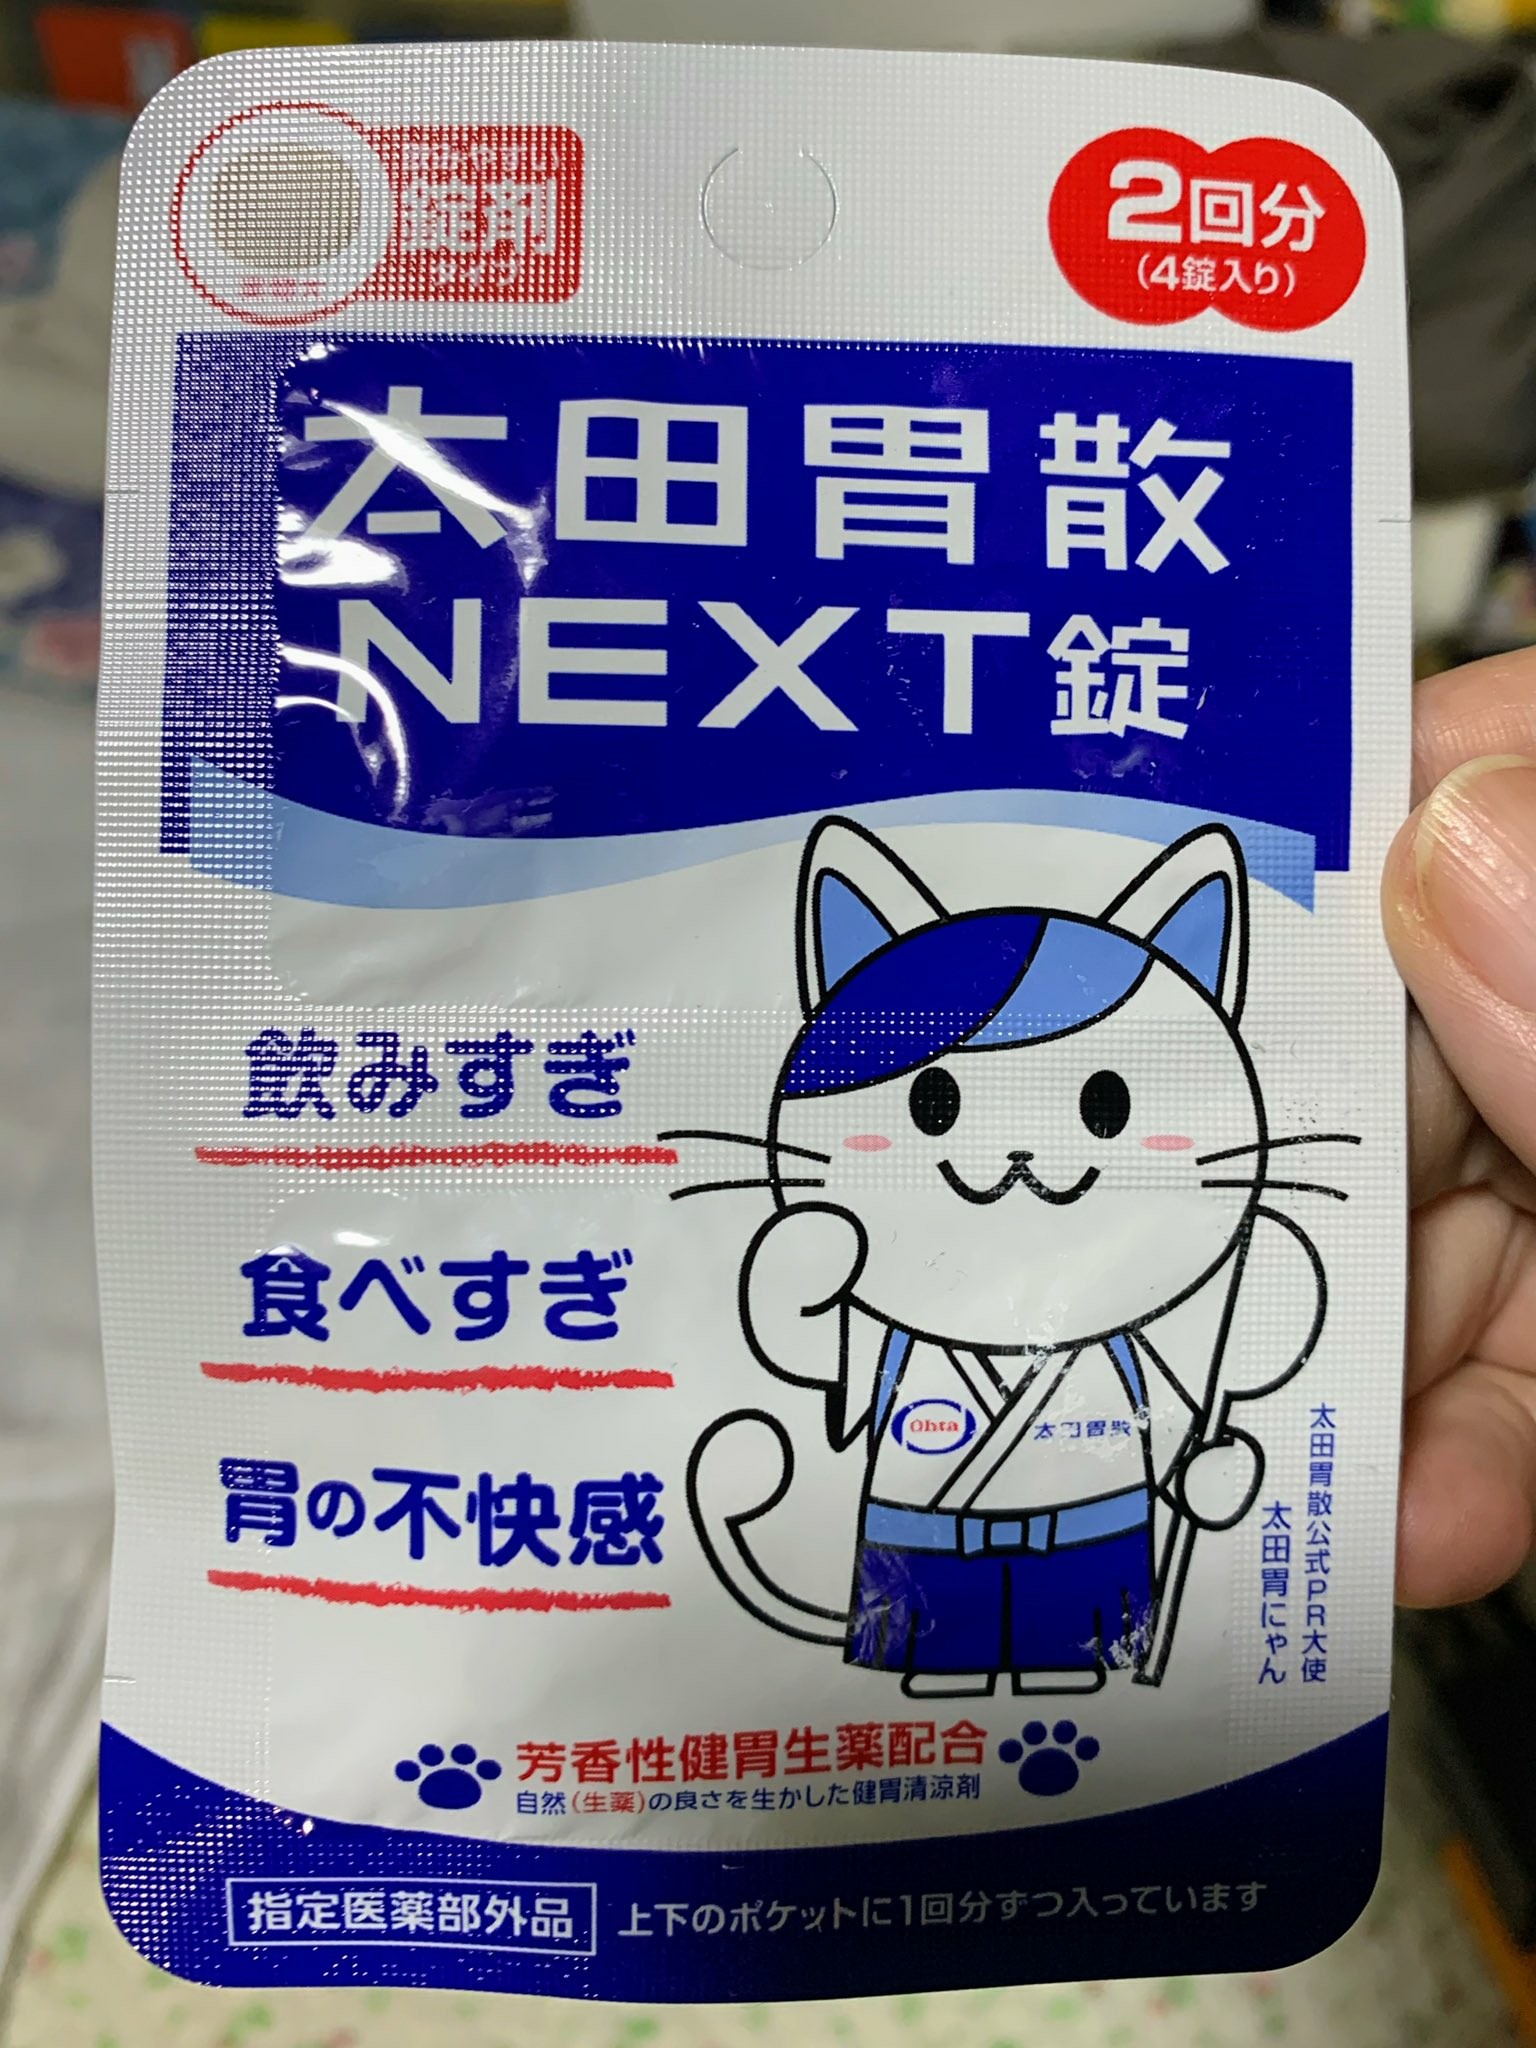 錠剤
タイプ
2回分
(4錠入り)
太田胃散
NEXT錠
飲みすぎ
食べすぎ
胃の不快感
Ohta
太田胃散
太田胃散公式PR大使
太田胃にゃん
芳香性健胃生薬配合
自然(生薬)の良さを生かした健胃清涼剤
指定医薬部外品
上下のポケットに1回分ずつ入っています